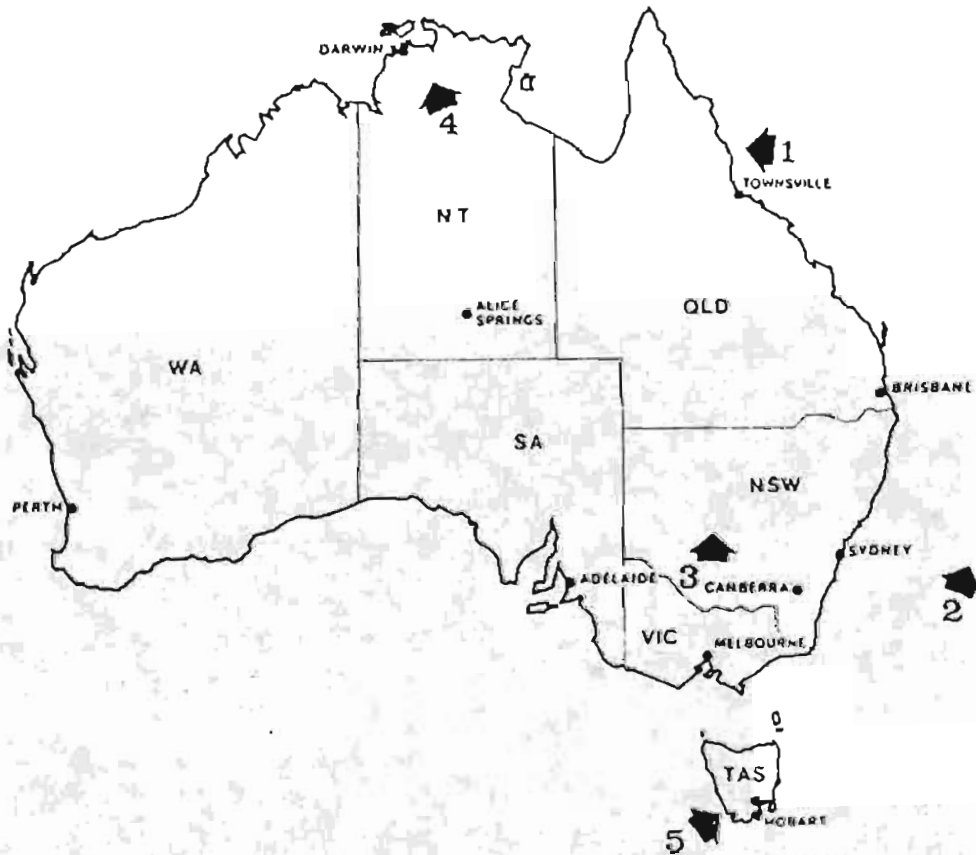 DARWIN
4
1
TOWNSVILLE
NT
ALICE
SPRINGS
QLD
WA
BRISBANE
SA
NSW
PERTH
SYDNEY
ADELAIDE
3
CANBERRA
2
VIC
MELBOURNE
TAS
HOBART
5